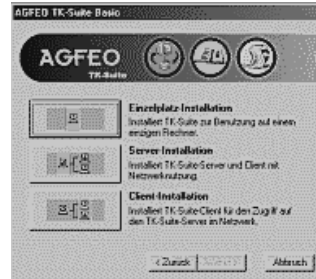 AGFEO TK-Suite Basic
AGFEO
TK-Suite
Einzelplatz-Installation
Installiert TK-Suite zur Benutzung auf einem
einzigen Rechner.
Server-Installation
Installiert TK-Suite-Server und Client mit
Netzwerknutzung.
Client-Installation
Installiert TK-Suite-Client für den Zugriff auf
den TK-Suite-Server im Netzwerk.
< Zurück
Abbruch